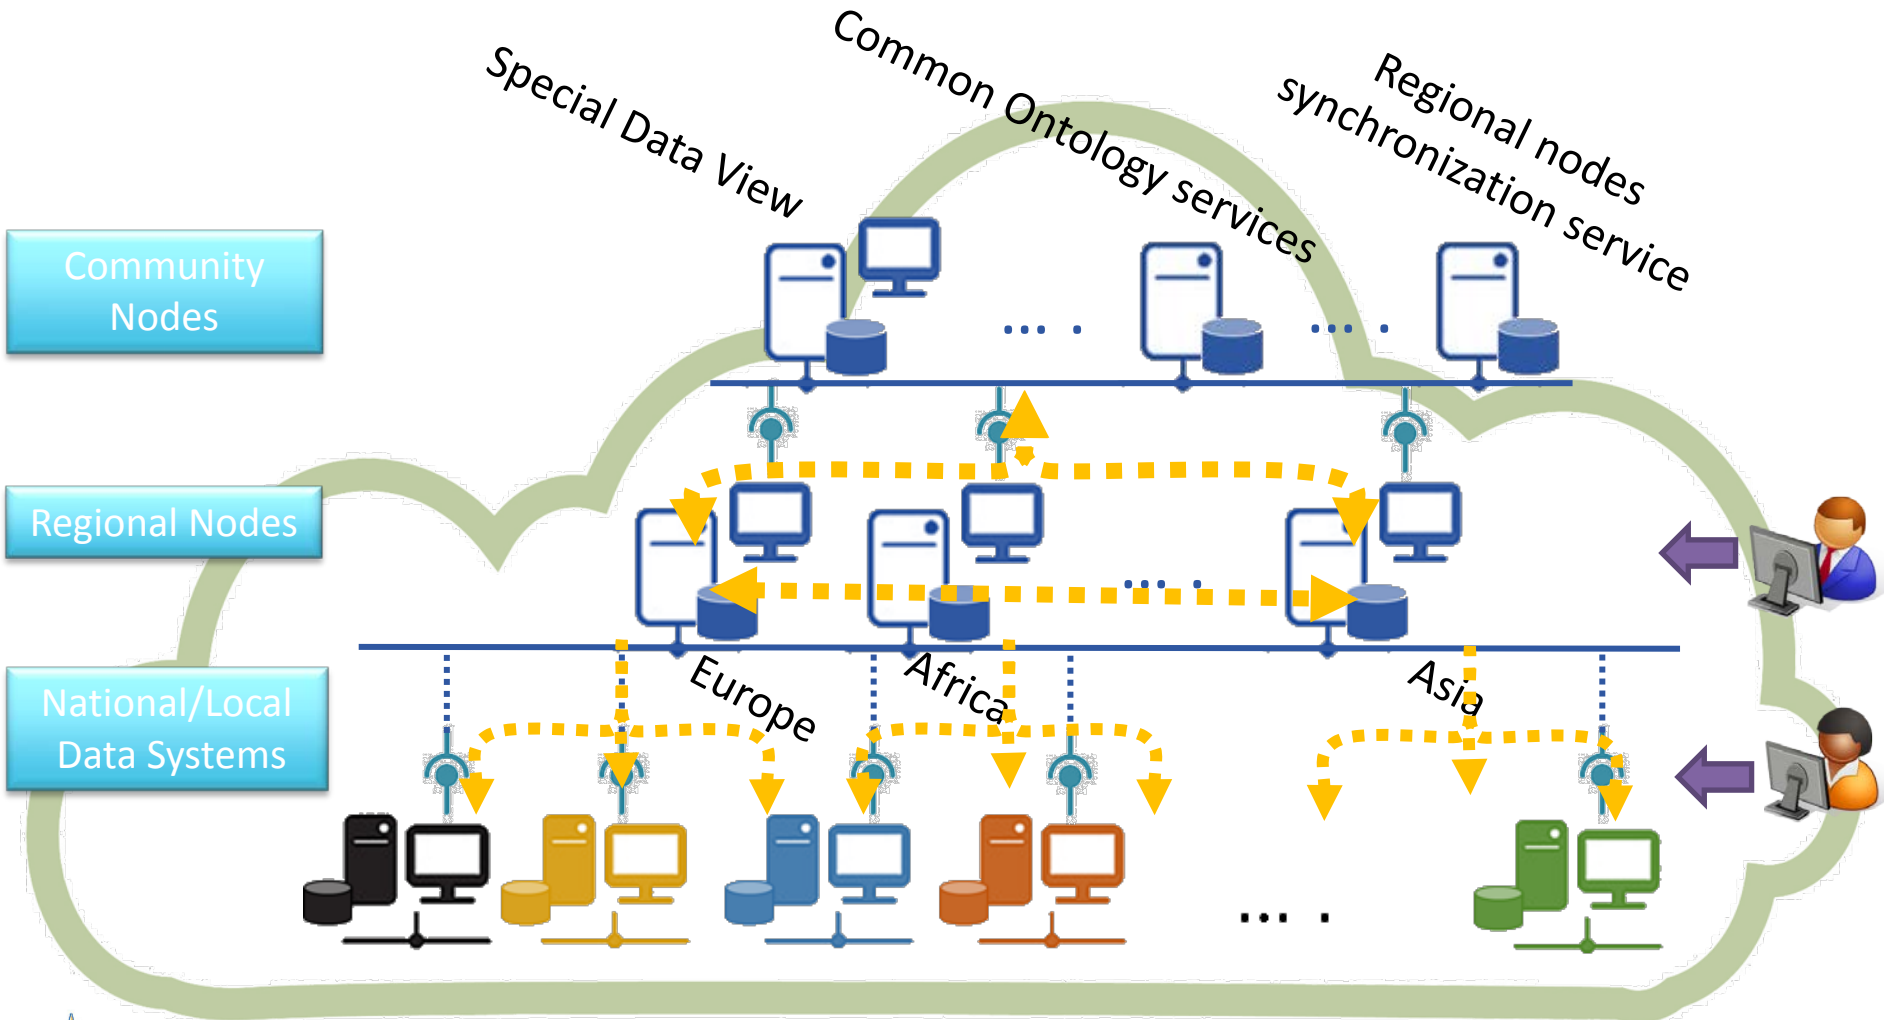 Special Data View
Common Ontology services
Regional nodes
synchronization service
Community
Nodes
Regional Nodes
National/Local
Data Systems
Europe
Africa
Asia